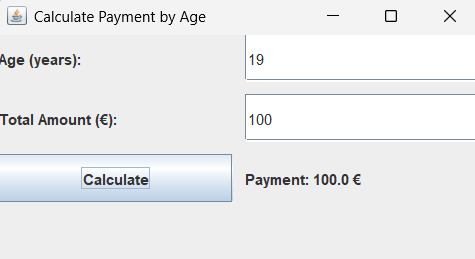 Calculate Payment by Age
Age (years):
19
Total Amount (€):
100
Calculate
Payment: 100.0 €